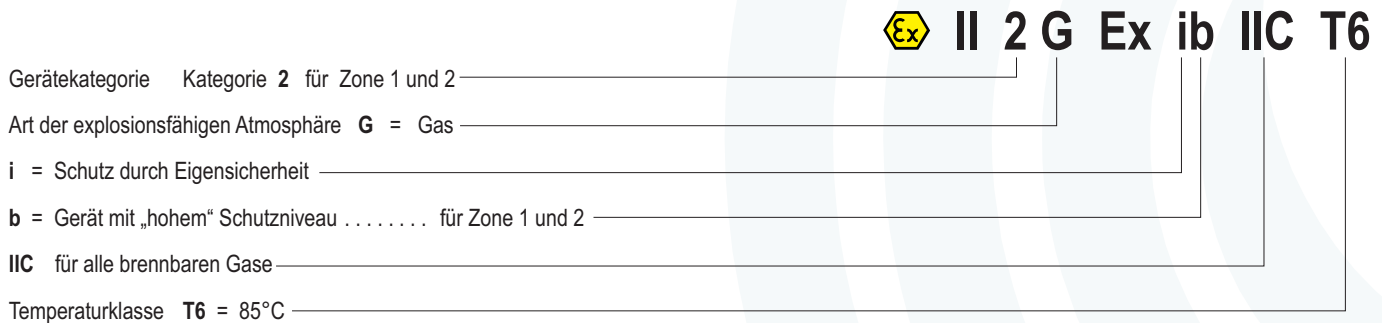 Ex II 2 G Ex ib IIC T6
Gerätekategorie Kategorie 2 für Zone 1 und 2
Art der explosionsfähigen Atmosphäre G = Gas
i = Schutz durch Eigensicherheit
b = Gerät mit „hohem“ Schutzniveau . . . . . . . . für Zone 1 und 2
IIC für alle brennbaren Gase
Temperaturklasse T6 = 85°C